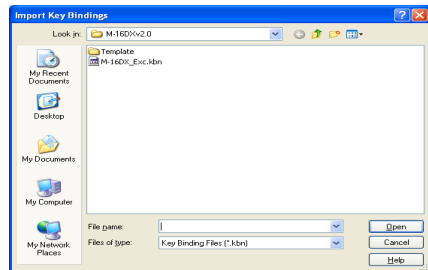 Import Key Bindings
Look in:
M-16DXv2.0
Template
M-16DX_Exc.kbn
My Recent
Documents
Desktop
My Documents
My Computer
My Network
Places
File name:
Open
Files of type:
Key Binding Files (*.kbn)
Cancel
Help